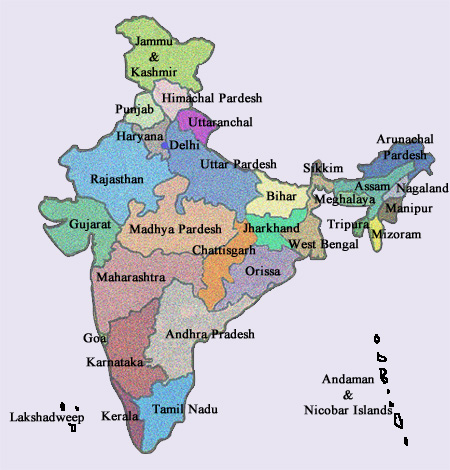 Jammu
&
Kashmir
Himachal Pardesh
Punjab
Uttaranchal
Haryana
Delhi
Arunachal
Pardesh
Uttar Pardesh
Sikkim
Rajasthan
Assam
Nagaland
Bihar
Meghalaya
Manipur
Gujarat
Madhya Pardesh
Jharkhand
Tripura
Mizoram
Chattisgarh
West Bengal
Maharashtra
Orissa
Goa
Andhra Pradesh
Karnataka
Andaman
&
Nicobar Islands
Lakshadweep
Kerala
Tamil Nadu